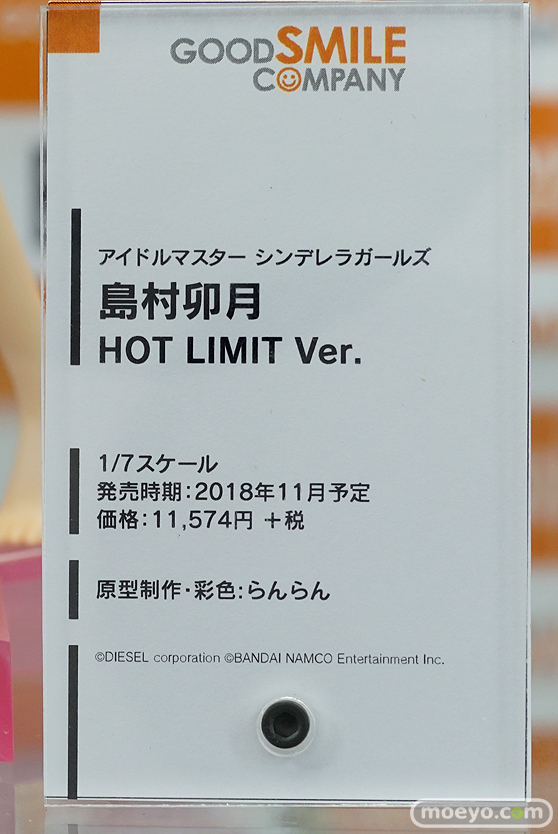 GOODSMILE
COMPANY
アイドルマスター シンデレラガールズ
島村卯月
HOT LIMIT Ver.
1/7スケール
発売時期：2018年11月予定
価格：11,574円 ＋税
原型制作・彩色：らんらん
©DIESEL corporation ©BANDAI NAMCO Entertainment Inc.
moeyo.com